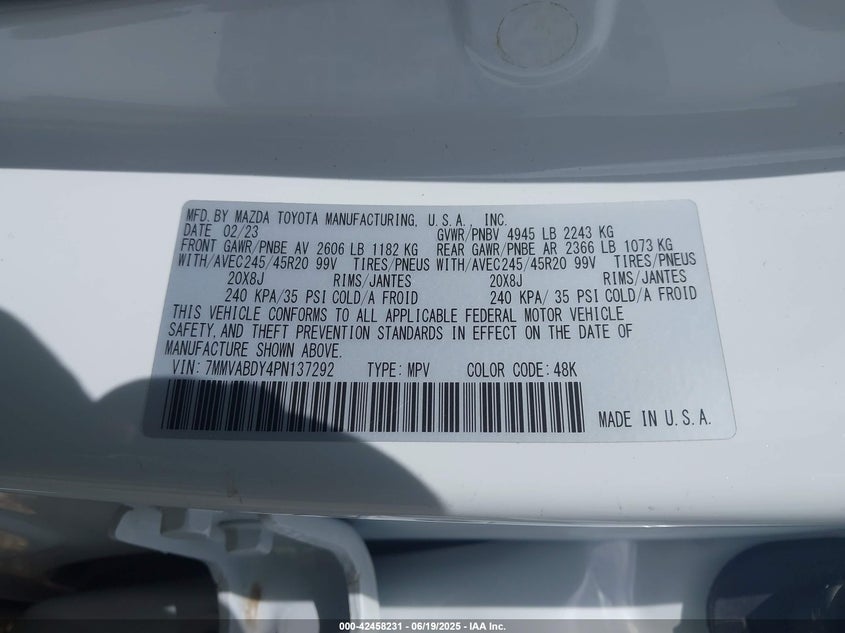 MFD. BY MAZDA TOYOTA MANUFACTURING, U.S.A., INC.
DATE 02/23 GVWR/PNBV 4945 LB 2243 KG
FRONT GAWR/PNBE AV 2606 LB 1182 KG REAR GAWR/PNBE AR 2366 LB 1073 KG
WITH/AVEC245/45R20 99V TIRES/PNEUS WITH/AVEC245/45R20 99V TIRES/PNEUS
20X8J RIMS/JANTES 20X8J RIMS/JANTES
240 KPA/35 PSI COLD/A FROID 240 KPA/ 35 PSI COLD/A FROID
THIS VEHICLE CONFORMS TO ALL APPLICABLE FEDERAL MOTOR VEHICLE
SAFETY, AND THEFT PREVENTION STANDARDS IN EFFECT ON THE DATE OF
MANUFACTURE SHOWN ABOVE.
VIN: 7MMVABDY4PN137292 TYPE: MPV COLOR CODE: 48K
MADE IN U.S.A.
000-42458231 - 06/19/2025 - IAA Inc.